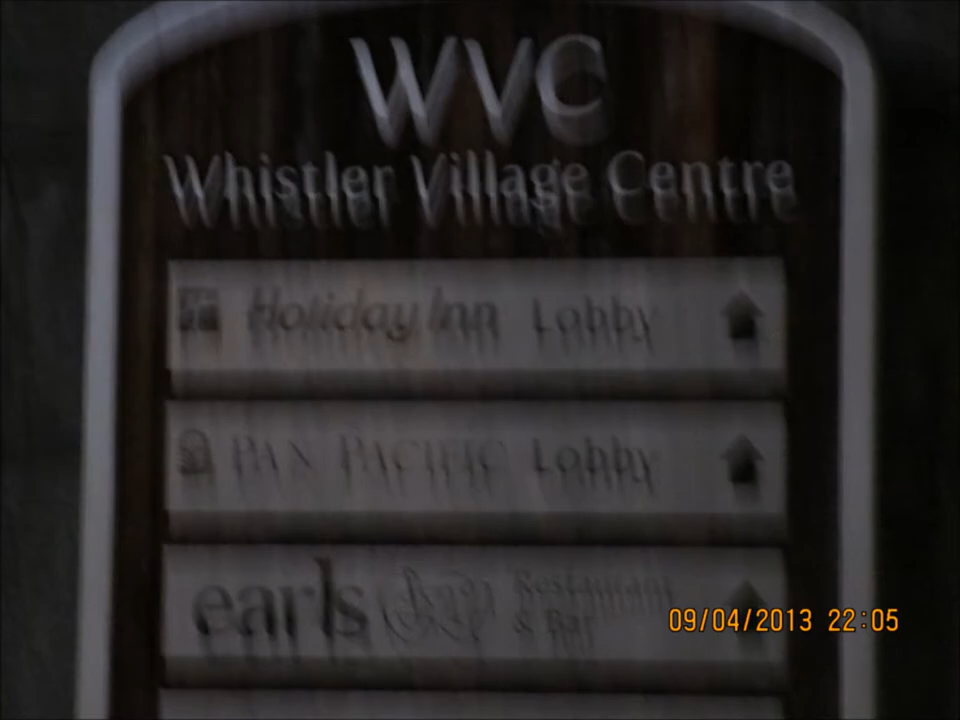 WVC
Whistler Village Centre
Holiday Inn Lobby
PAN PACIFIC Lobby
earls Restaurant
& Bar
09/04/2013 22:05